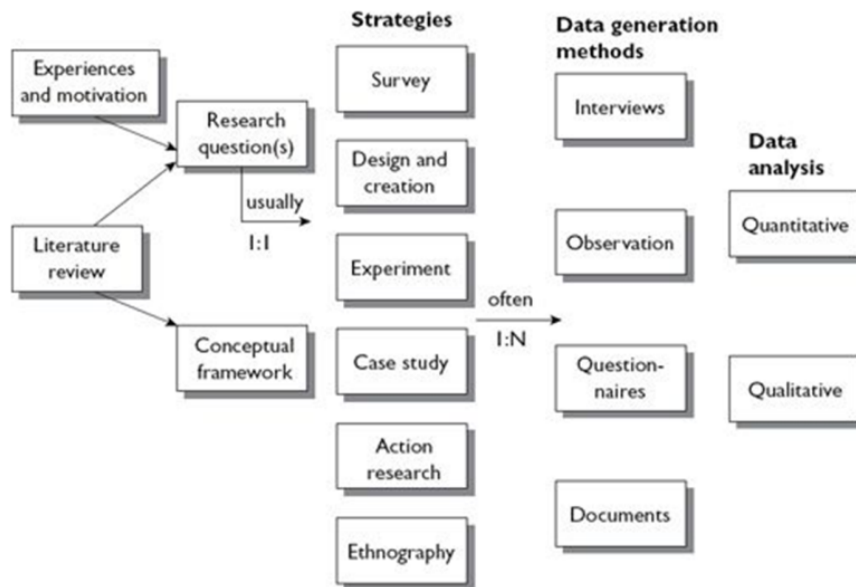 Strategies
Data generation
methods
Experiences
and motivation
Survey
Interviews
Research
question(s)
Data
analysis
Design and
creation
usually
1:1
Quantitative
Literature
review
Observation
Experiment
often
1:N
Conceptual
framework
Case study
Question-
naires
Qualitative
Action
research
Documents
Ethnography